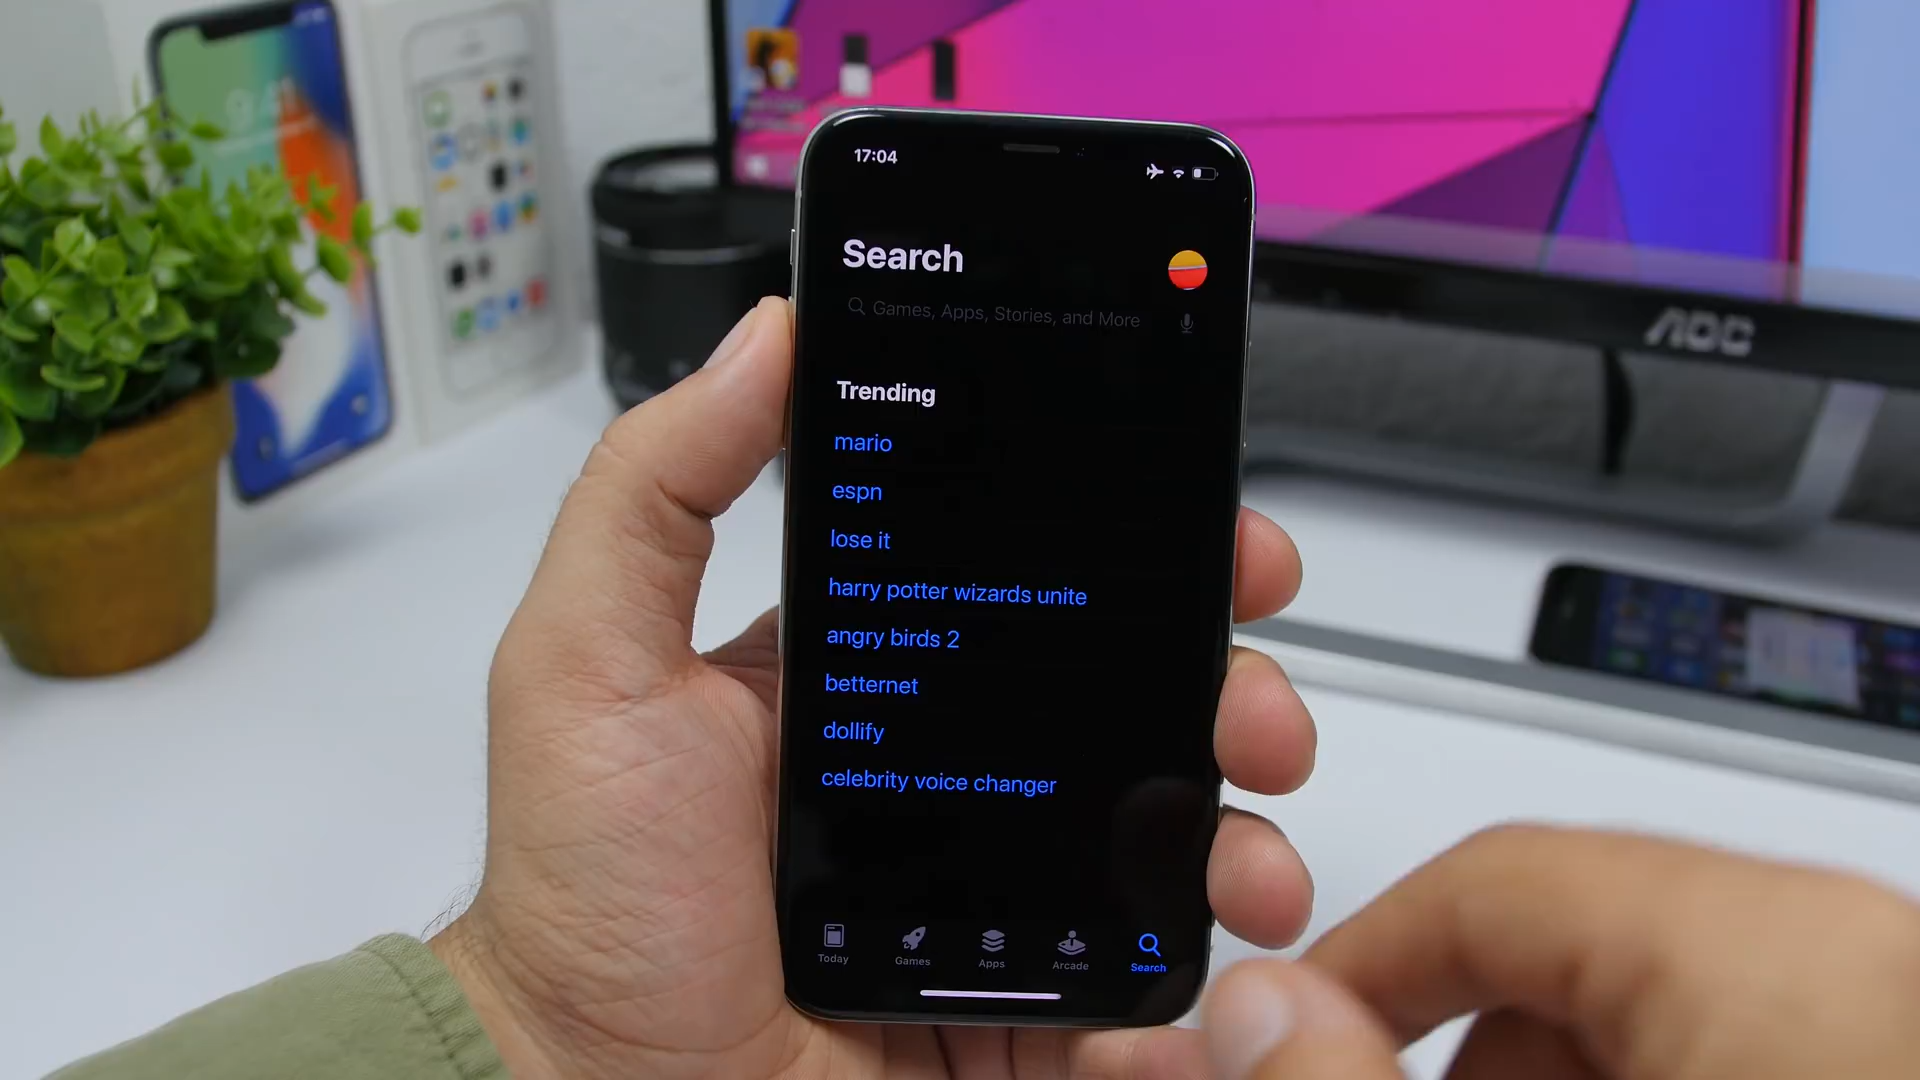 17:04
Search
Games, Apps, Stories, and More
Trending
mario
espn
lose it
harry potter wizards unite
angry birds 2
betternet
dollify
celebrity voice changer
Today
Games
Apps
Arcade
Search
AOC